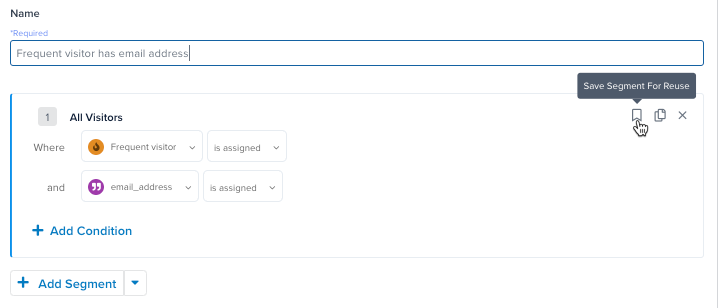 Name
*Required
Frequent visitor has email address
Save Segment For Reuse
1 All Visitors
Where Frequent visitor is assigned
and email_address is assigned
+ Add Condition
+ Add Segment